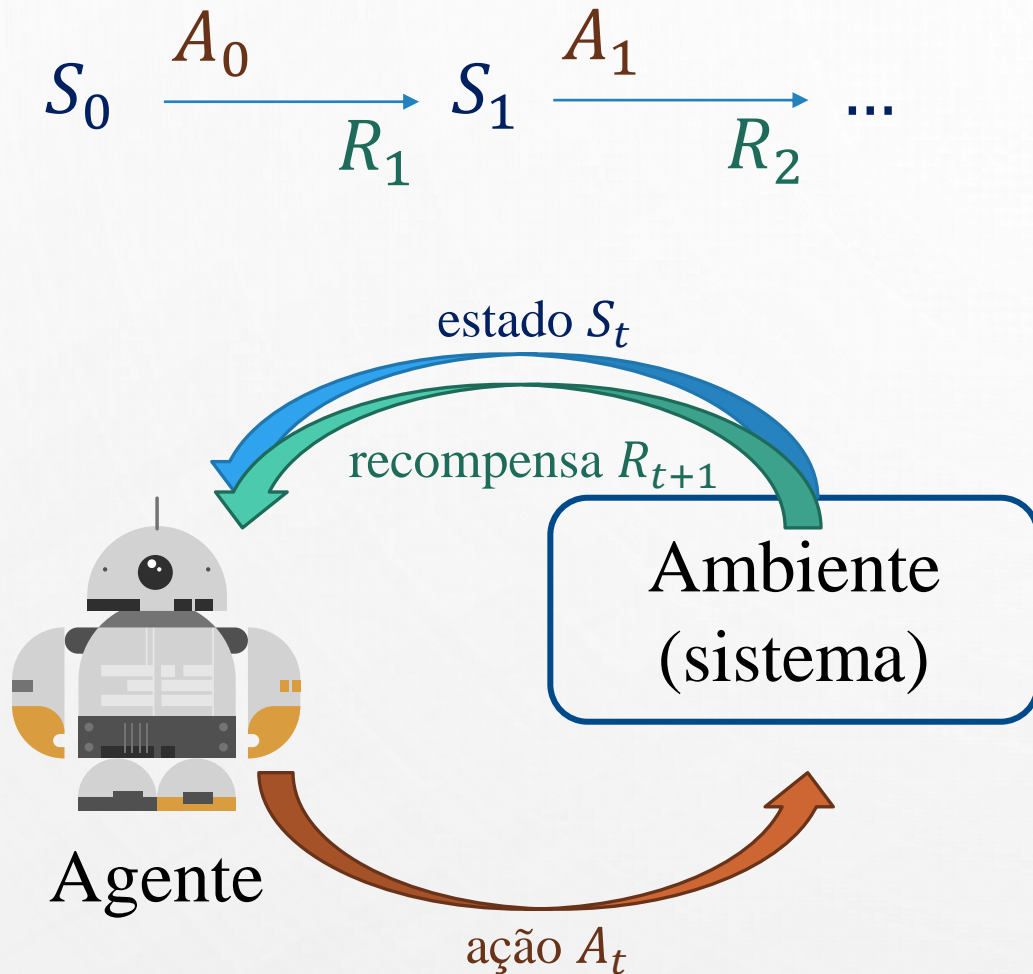 S₀ A₀ R₁ S₁ A₁ R₂ ...
estado Sₜ
recompensa Rₜ₊₁
Ambiente
(sistema)
Agente
ação Aₜ